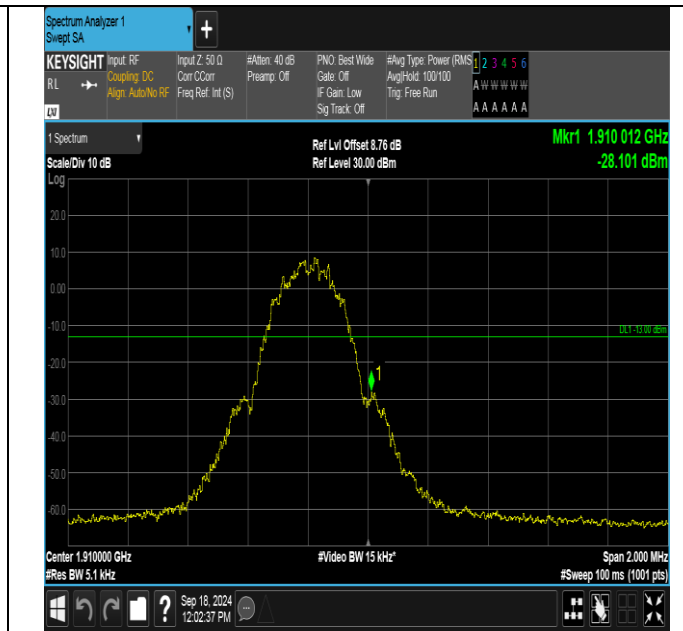 Spectrum Analyzer 1
Swept SA
+
KEYSIGHT
RL
LXI
Input: RF
Coupling: DC
Align: Auto/No RF
Input Z: 50 Ω
Corr CCorr
Freq Ref: Int (S)
#Atten: 40 dB
Preamp: Off
PNO: Best Wide
Gate: Off
IF Gain: Low
Sig Track: Off
#Avg Type: Power (RMS
Avg|Hold: 100/100
Trig: Free Run
1 2 3 4 5 6
A W W W W W
A A A A A A
1 Spectrum
Scale/Div 10 dB
Ref Lvl Offset 8.76 dB
Ref Level 30.00 dBm
Mkr1 1.910 012 GHz
-28.101 dBm
Log
20.0
10.0
0.00
-10.0
DL1 -13.00 dBm
-20.0
1
-30.0
-40.0
-50.0
-60.0
Center 1.910000 GHz
#Video BW 15 kHz*
Span 2.000 MHz
#Res BW 5.1 kHz
#Sweep 100 ms (1001 pts)
?
Sep 18, 2024
12:02:37 PM